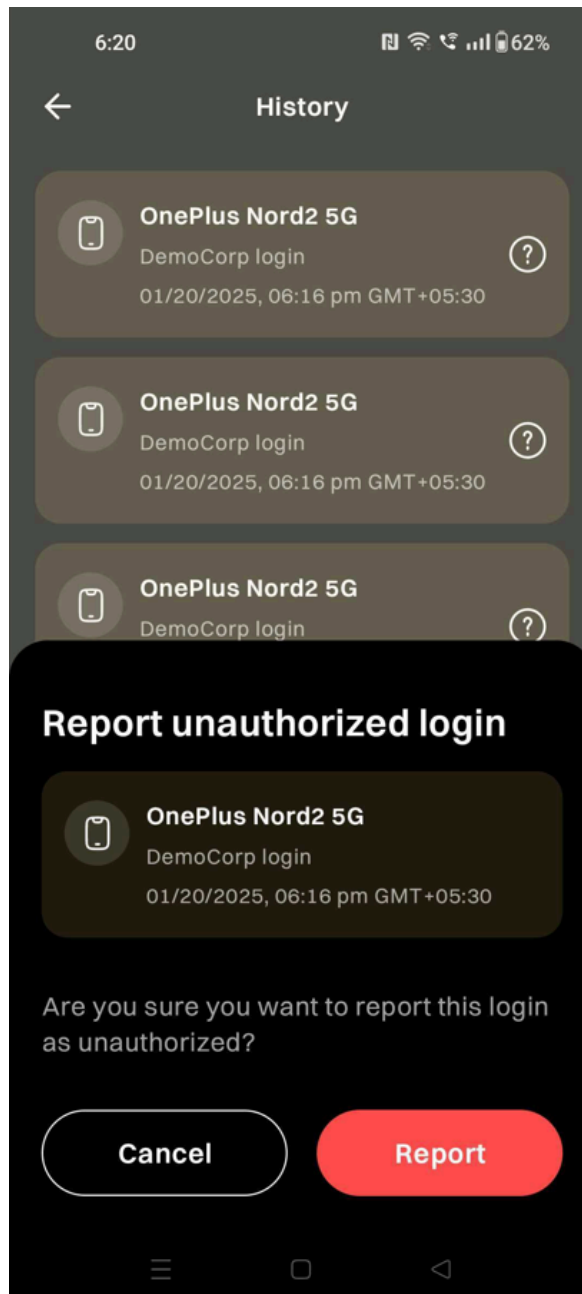 6:20 62%
History
OnePlus Nord2 5G
DemoCorp login
01/20/2025, 06:16 pm GMT+05:30
?
OnePlus Nord2 5G
DemoCorp login
01/20/2025, 06:16 pm GMT+05:30
?
OnePlus Nord2 5G
DemoCorp login
?
Report unauthorized login
OnePlus Nord2 5G
DemoCorp login
01/20/2025, 06:16 pm GMT+05:30
Are you sure you want to report this login
as unauthorized?
Cancel Report